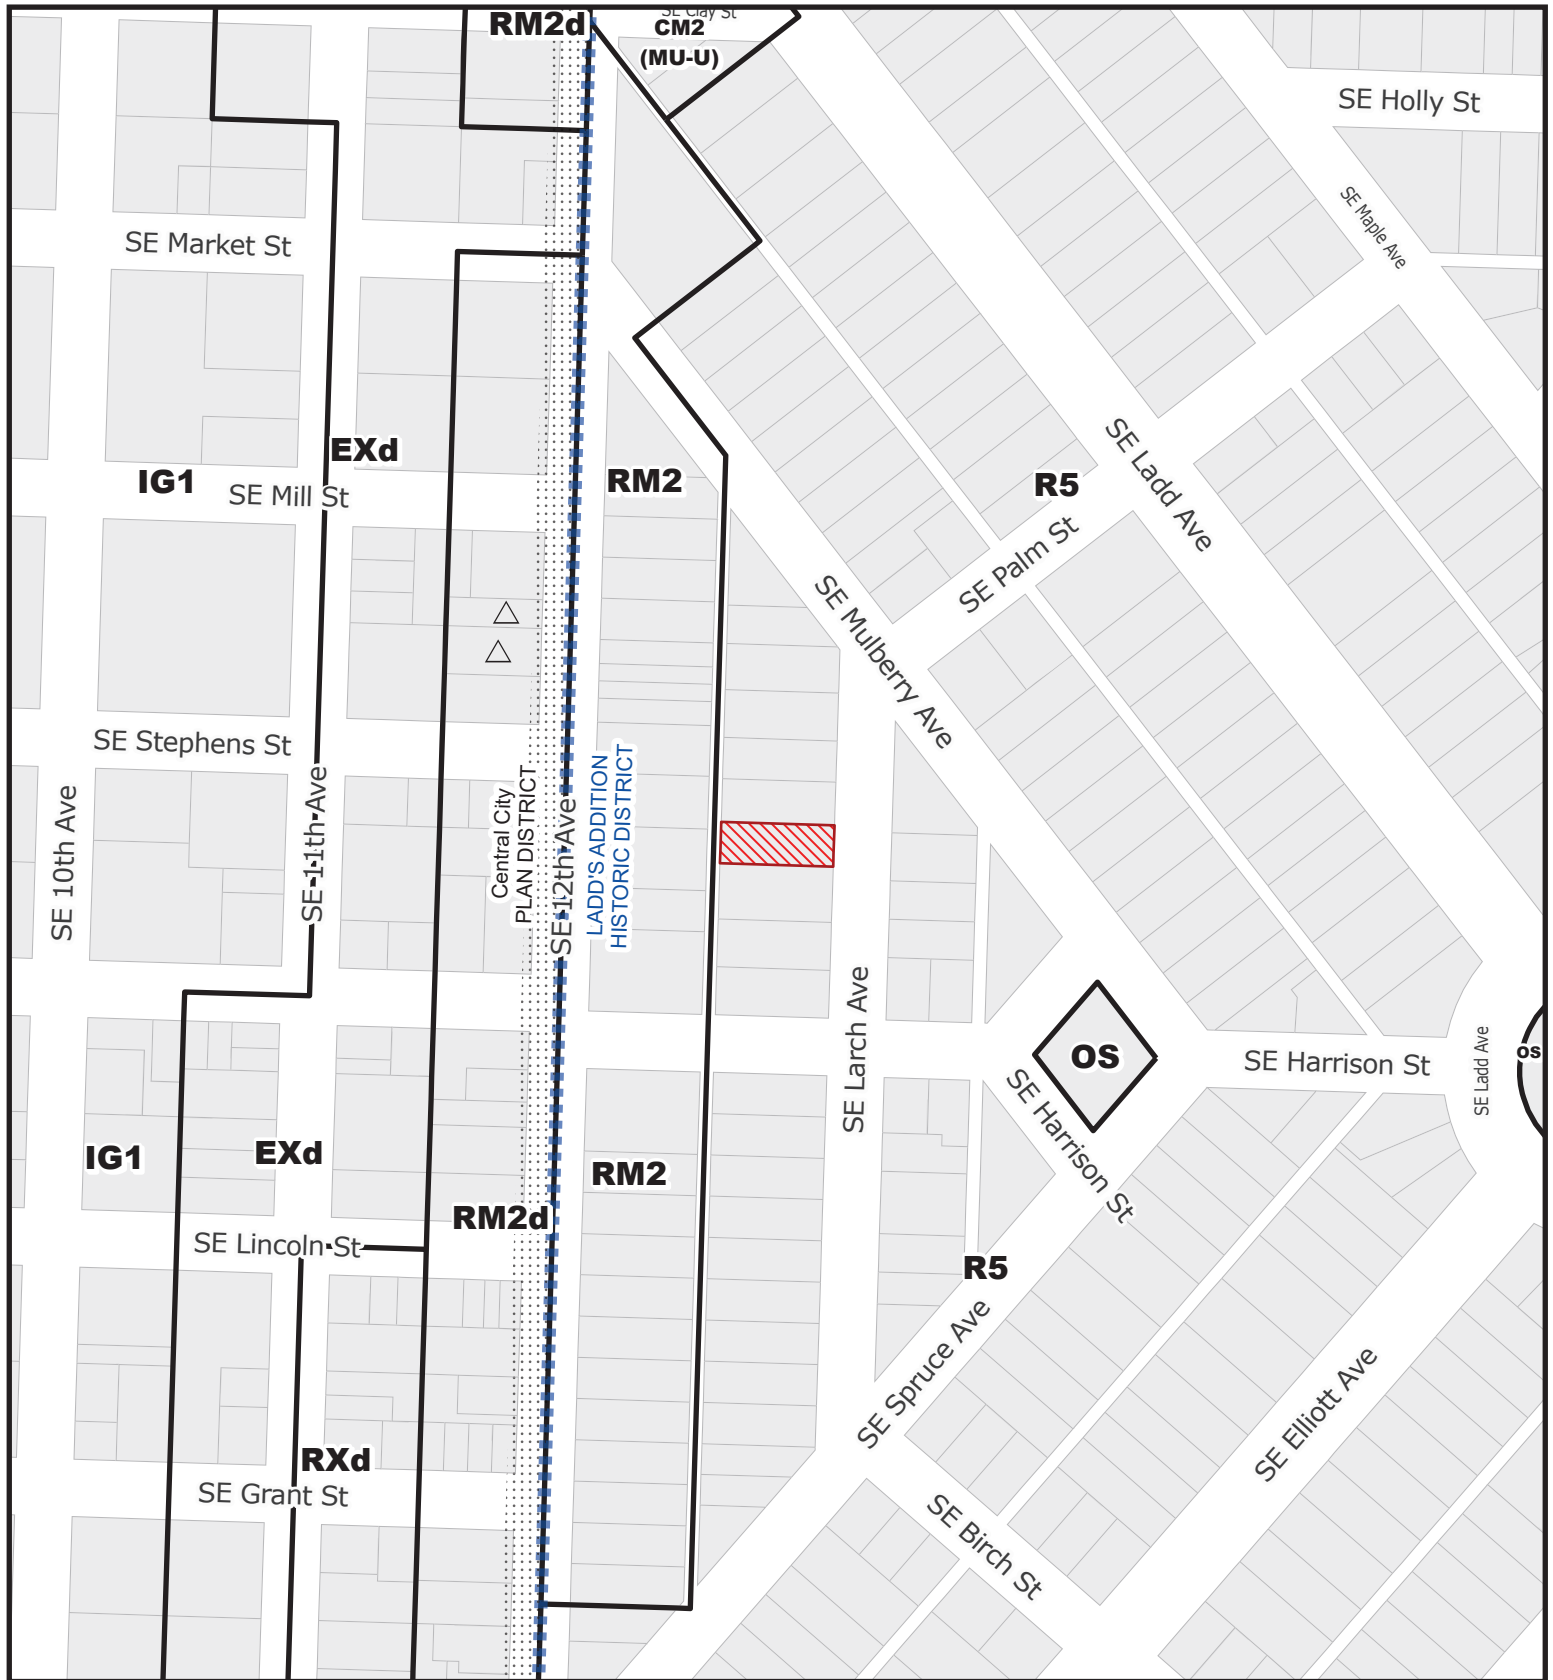 SE Clay St
RM2d
CM2
(MU-U)
SE Holly St
SE Maple Ave
SE Market St
EXd
IG1
SE Mill St
RM2
R5
SE Ladd Ave
SE Palm St
SE Mulberry Ave
SE Stephens St
SE 10th Ave
SE 11th Ave
Central City
PLAN DISTRICT
SE 12th Ave
LADD'S ADDITION
HISTORIC DISTRICT
SE Larch Ave
OS
SE Harrison St
SE Ladd Ave
OS
SE Harrison St
IG1
EXd
RM2
RM2d
SE Lincoln St
R5
SE Spruce Ave
SE Elliott Ave
RXd
SE Grant St
SE Birch St